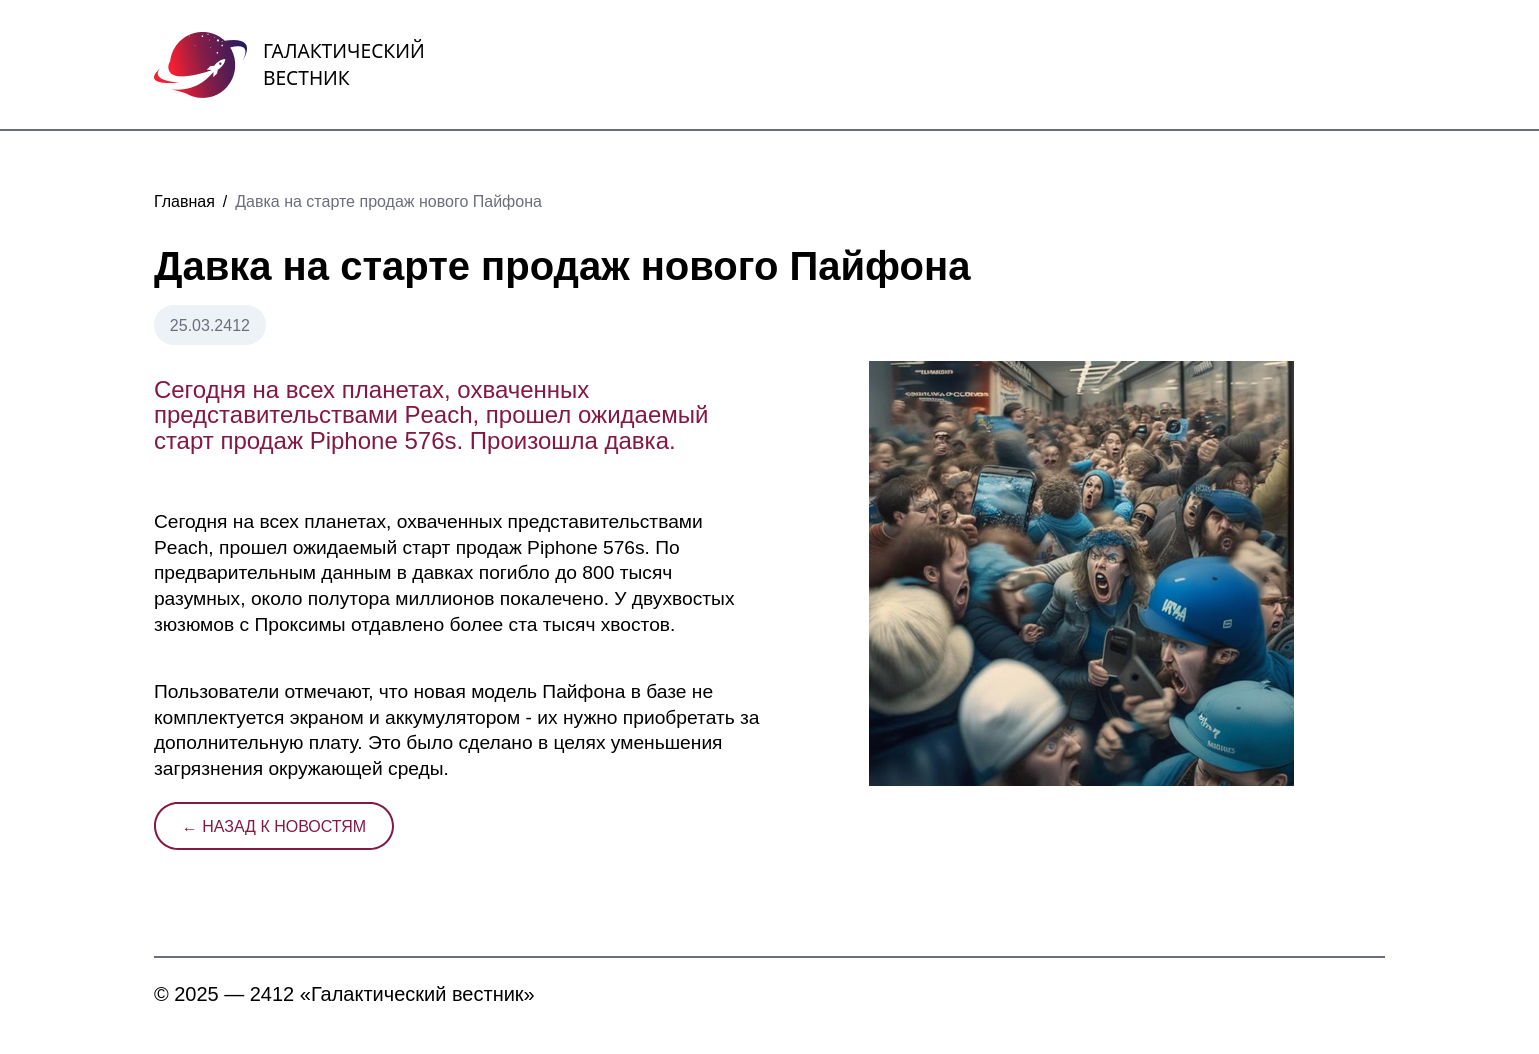 ГАЛАКТИЧЕСКИЙ
ВЕСТНИК
Главная / Давка на старте продаж нового Пайфона
Давка на старте продаж нового Пайфона
25.03.2412
Сегодня на всех планетах, охваченных
представительствами Peach, прошел ожидаемый
старт продаж Piphone 576s. Произошла давка.
Сегодня на всех планетах, охваченных представительствами
Peach, прошел ожидаемый старт продаж Piphone 576s. По
предварительным данным в давках погибло до 800 тысяч
разумных, около полутора миллионов покалечено. У двухвостых
зюзюмов с Проксимы отдавлено более ста тысяч хвостов.
Пользователи отмечают, что новая модель Пайфона в базе не
комплектуется экраном и аккумулятором - их нужно приобретать за
дополнительную плату. Это было сделано в целях уменьшения
загрязнения окружающей среды.
← НАЗАД К НОВОСТЯМ
© 2025 — 2412 «Галактический вестник»